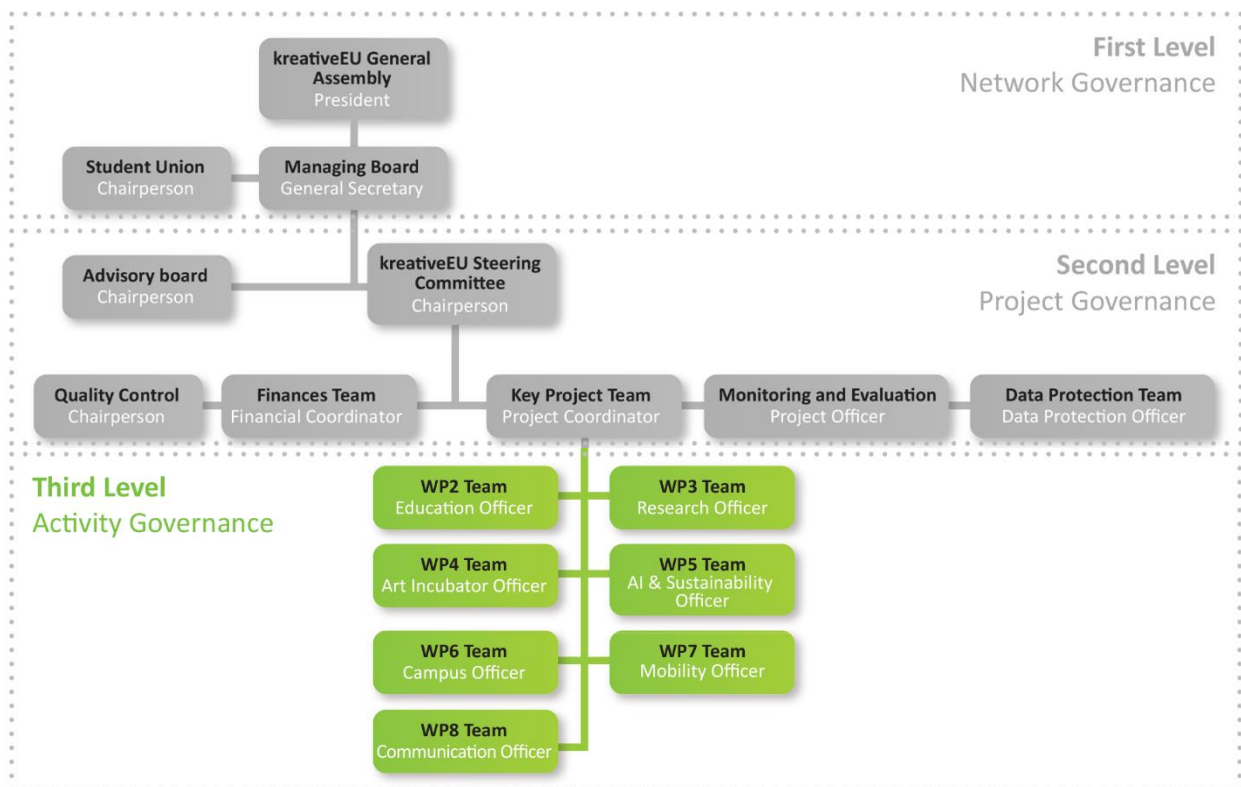 First Level
Network Governance
kreativeEU General
Assembly
President
Student Union
Chairperson
Managing Board
General Secretary
Second Level
Project Governance
Advisory board
Chairperson
kreativeEU Steering
Committee
Chairperson
Quality Control
Chairperson
Finances Team
Financial Coordinator
Key Project Team
Project Coordinator
Monitoring and Evaluation
Project Officer
Data Protection Team
Data Protection Officer
Third Level
Activity Governance
WP2 Team
Education Officer
WP3 Team
Research Officer
WP4 Team
Art Incubator Officer
WP5 Team
AI & Sustainability
Officer
WP6 Team
Campus Officer
WP7 Team
Mobility Officer
WP8 Team
Communication Officer